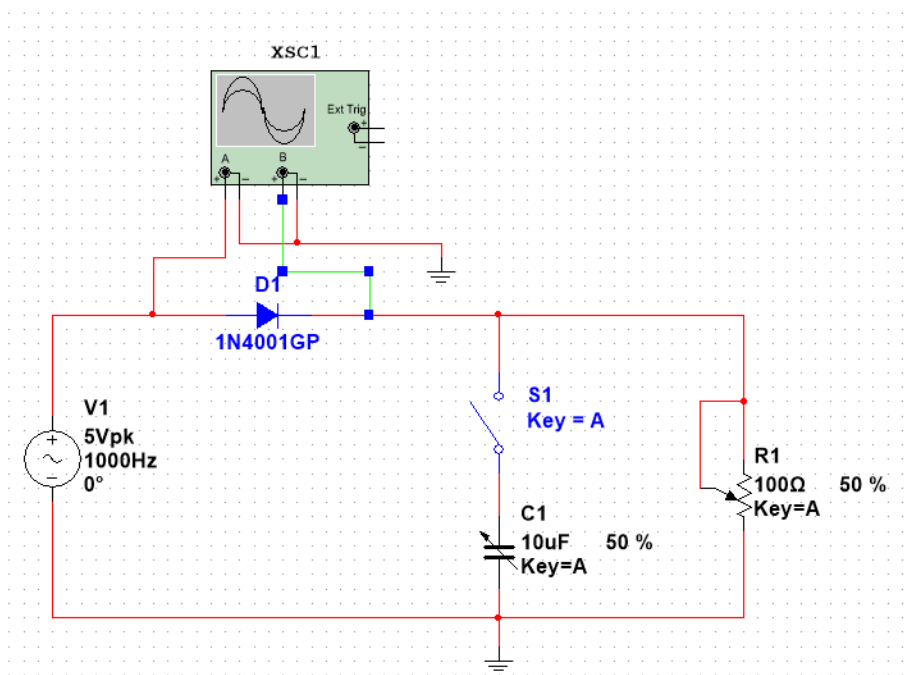 XSC1
Ext Trig
+
−
A
B
+ −
+ −
D1
1N4001GP
V1
5Vpk
1000Hz
0°
+
−
S1
Key = A
C1
10uF 50 %
Key=A
R1
100Ω 50 %
Key=A